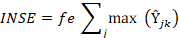 INSE = fe ∑ⱼ max (Ŷⱼₖ)